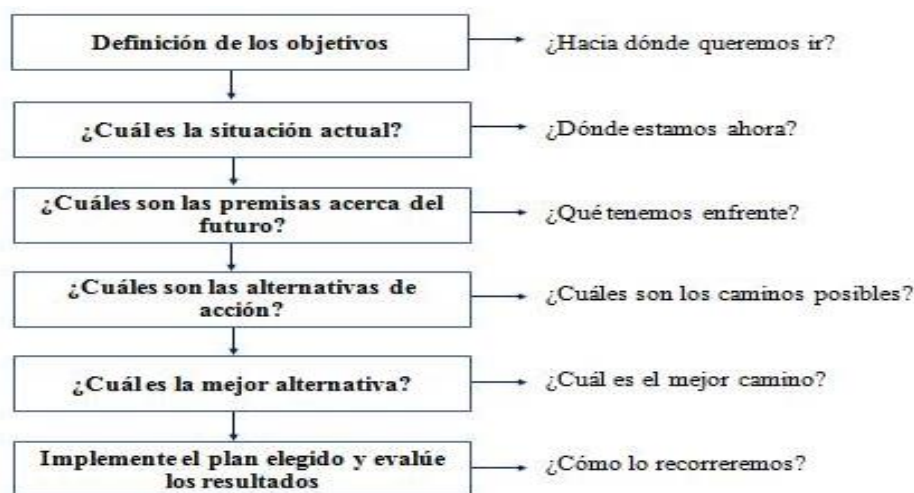 Definición de los objetivos
¿Hacia dónde queremos ir?
¿Cuál es la situación actual?
¿Dónde estamos ahora?
¿Cuáles son las premisas acerca del
futuro?
¿Qué tenemos enfrente?
¿Cuáles son las alternativas de
acción?
¿Cuáles son los caminos posibles?
¿Cuál es la mejor alternativa?
¿Cuál es el mejor camino?
Implemente el plan elegido y evalúe
los resultados
¿Cómo lo recorreremos?